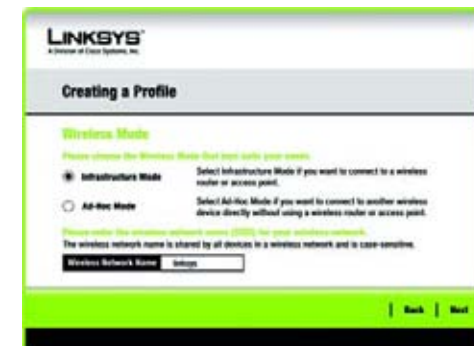 LINKSYS®
A Division of Cisco Systems, Inc.
Creating a Profile
Wireless Mode
Please choose the Wireless Mode that best suits your needs.
Infrastructure Mode
Select Infrastructure Mode if you want to connect to a wireless
router or access point.
Ad-Hoc Mode
Select Ad-Hoc Mode if you want to connect to another wireless
device directly without using a wireless router or access point.
Please enter the wireless network name (SSID) for your wireless network.
The wireless network name is shared by all devices in a wireless network and is case-sensitive.
Wireless Network Name linksys
Back Next